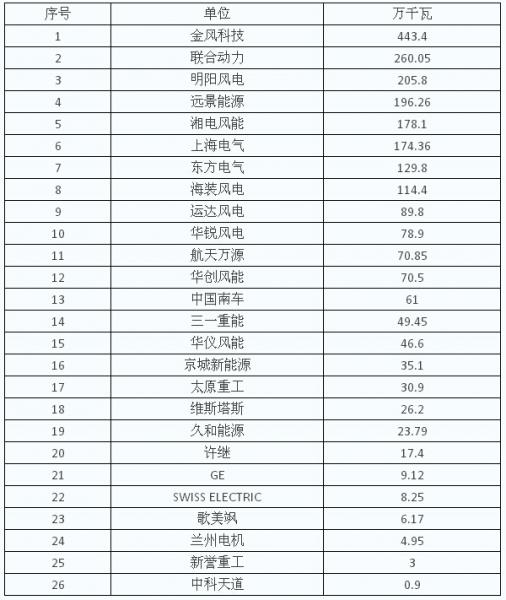 序号 单位 万千瓦
1 金风科技 443.4
2 联合动力 260.05
3 明阳风电 205.8
4 远景能源 196.26
5 湘电风能 178.1
6 上海电气 174.36
7 东方电气 129.8
8 海装风电 114.4
9 运达风电 89.8
10 华锐风电 78.9
11 航天万源 70.85
12 华创风能 70.5
13 中国南车 61
14 三一重能 49.45
15 华仪风能 46.6
16 京城新能源 35.1
17 太原重工 30.9
18 维斯塔斯 26.2
19 久和能源 23.79
20 许继 17.4
21 GE 9.12
22 SWISS ELECTRIC 8.25
23 歌美飒 6.17
24 兰州电机 4.95
25 新誉重工 3
26 中科天道 0.9